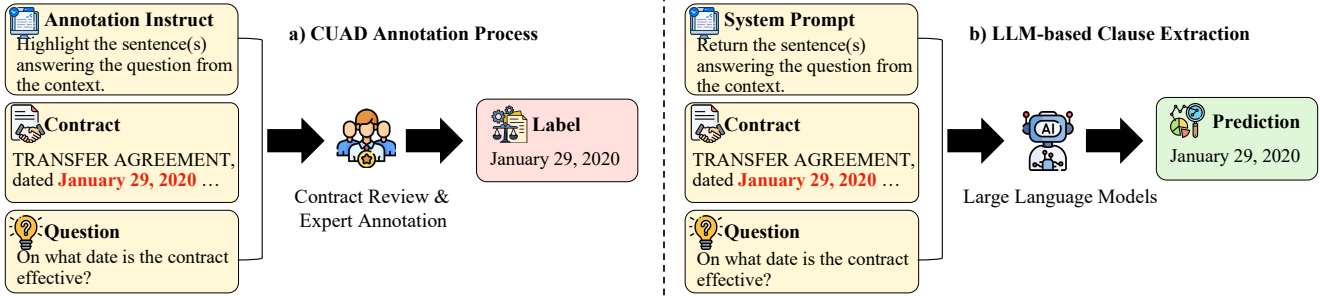 a) CUAD Annotation Process
Annotation Instruct
Highlight the sentence(s)
answering the question from
the context.
Contract
TRANSFER AGREEMENT,
dated January 29, 2020 …
Question
On what date is the contract
effective?
Contract Review &
Expert Annotation
Label
January 29, 2020
b) LLM-based Clause Extraction
System Prompt
Return the sentence(s)
answering the question from
the context.
Contract
TRANSFER AGREEMENT,
dated January 29, 2020 …
Question
On what date is the contract
effective?
AI
Large Language Models
Prediction
January 29, 2020